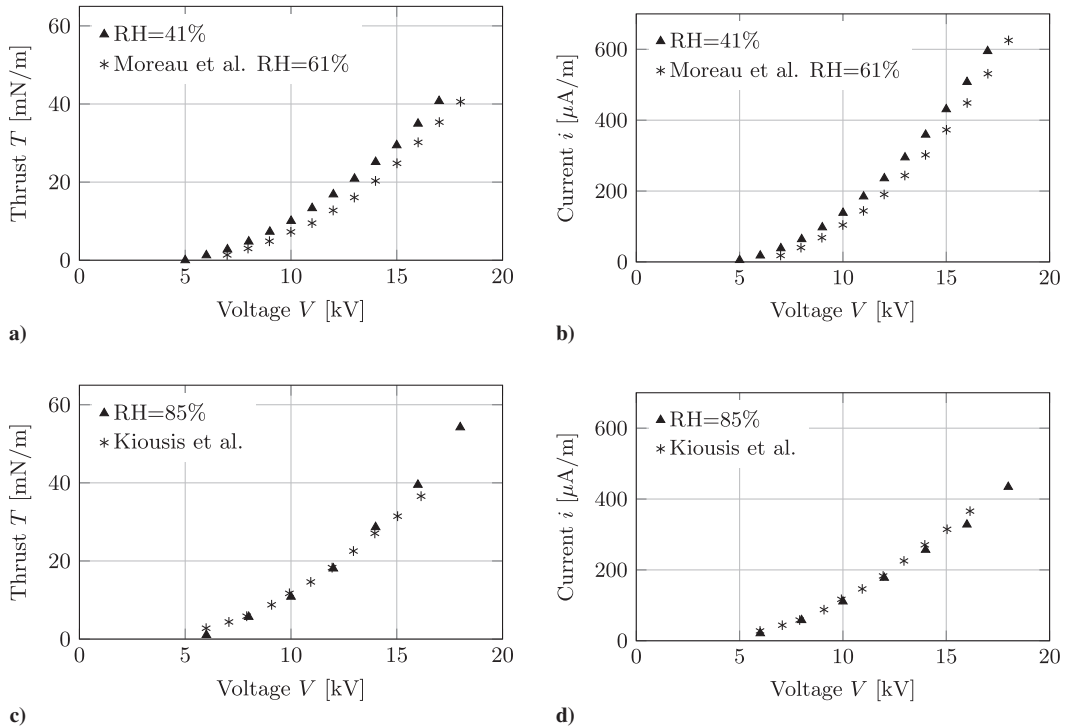 60
40
20
0
Thrust T [mN/m]
▲ RH=41%
* Moreau et al. RH=61%
0 5 10 15 20
Voltage V [kV]
a)
600
400
200
0
Current i [μA/m]
▲ RH=41%
* Moreau et al. RH=61%
0 5 10 15 20
Voltage V [kV]
b)
60
40
20
0
Thrust T [mN/m]
▲ RH=85%
* Kiousis et al.
0 5 10 15 20
Voltage V [kV]
c)
600
400
200
0
Current i [μA/m]
▲ RH=85%
* Kiousis et al.
0 5 10 15 20
Voltage V [kV]
d)